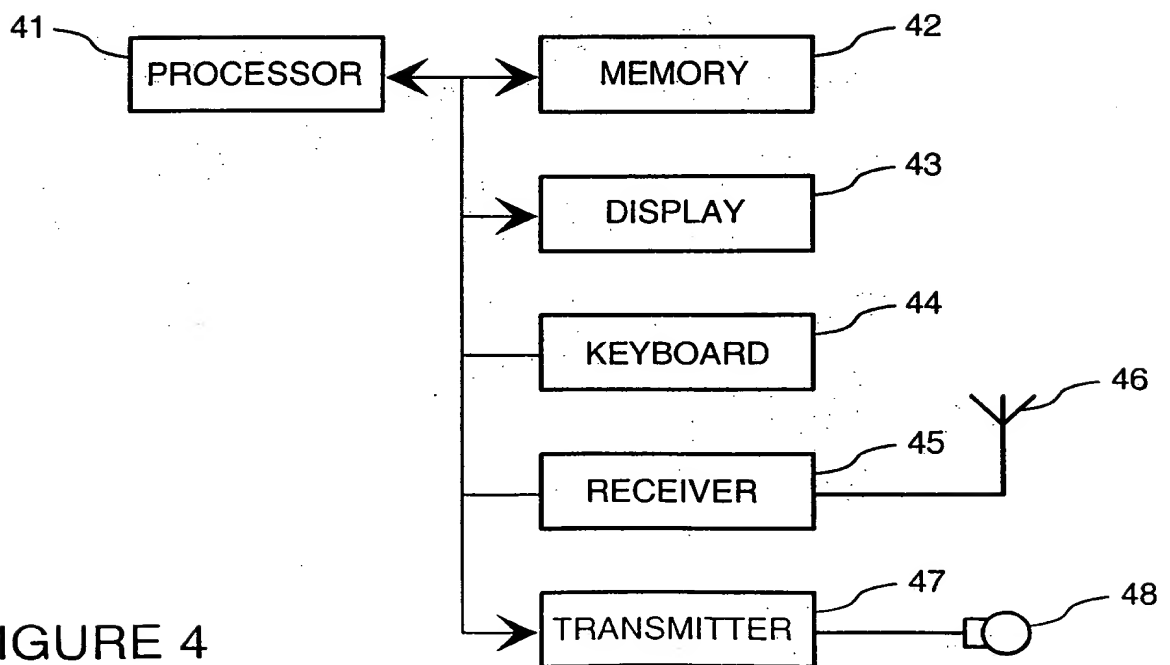 41
PROCESSOR
42
MEMORY
43
DISPLAY
44
KEYBOARD
45
RECEIVER
46
47
TRANSMITTER
48
IGURE 4